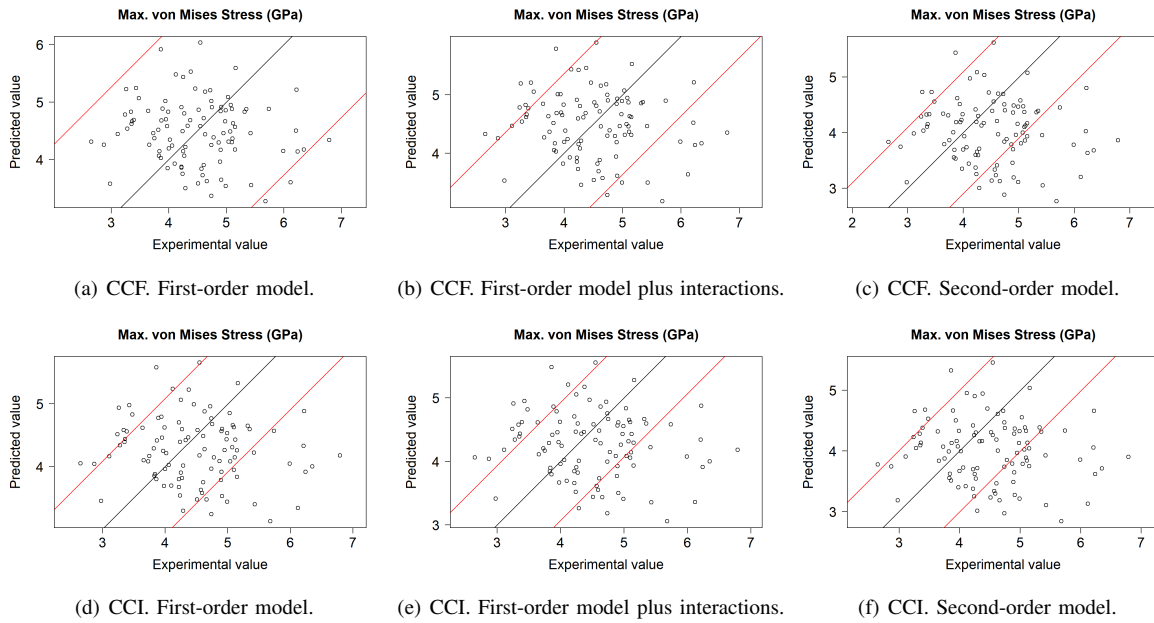 Max. von Mises Stress (GPa)
Max. von Mises Stress (GPa)
Max. von Mises Stress (GPa)
Predicted value
4
5
6
3
4
5
6
7
Experimental value
Predicted value
4
5
2
3
4
5
6
7
Experimental value
Predicted value
3
4
5
2
3
4
5
6
7
Experimental value
(a) CCF. First-order model.
(b) CCF. First-order model plus interactions.
(c) CCF. Second-order model.
Max. von Mises Stress (GPa)
Max. von Mises Stress (GPa)
Max. von Mises Stress (GPa)
Predicted value
4
5
3
4
5
6
7
Experimental value
Predicted value
3
4
5
3
4
5
6
7
Experimental value
Predicted value
3
4
5
3
4
5
6
7
Experimental value
(d) CCI. First-order model.
(e) CCI. First-order model plus interactions.
(f) CCI. Second-order model.